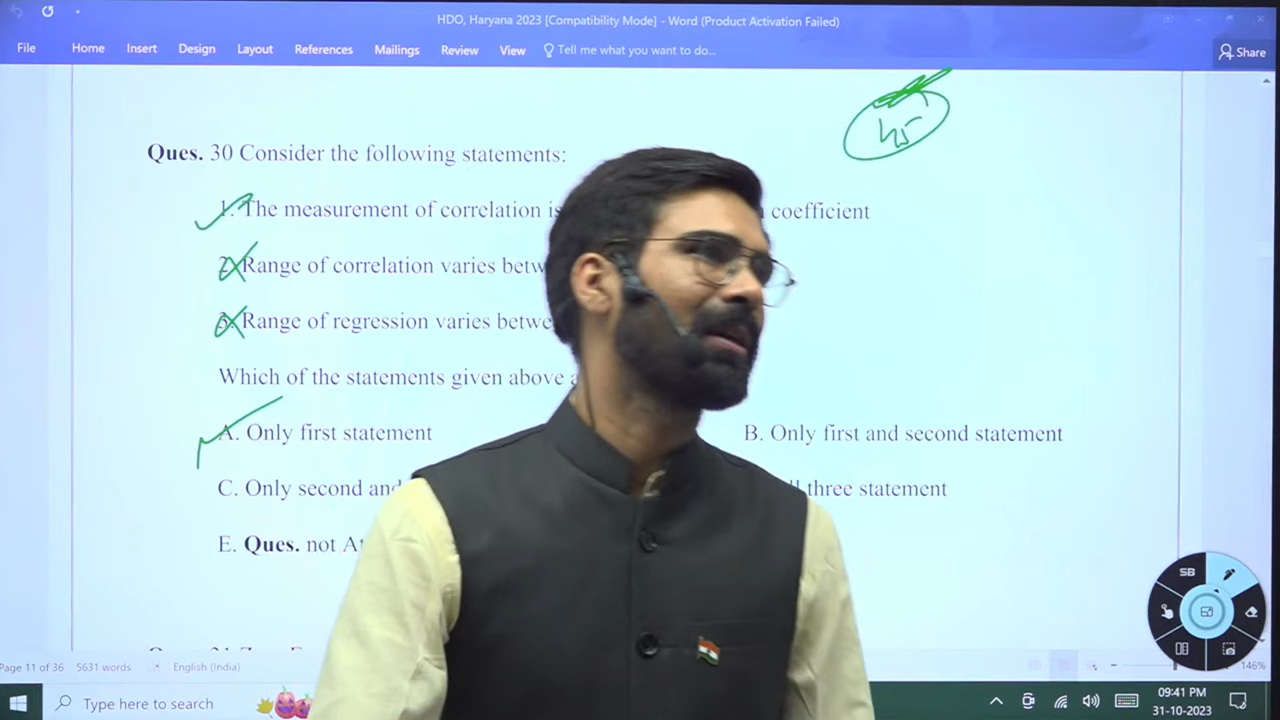 HDO, Haryana 2023 [Compatibility Mode] - Word (Product Activation Failed)
File Home Insert Design Layout References Mailings Review View Tell me what you want to do... Share
Ques. 30 Consider the following statements:
1. The measurement of correlation is coefficient
2. Range of correlation varies
3. Range of regression varies
Which of the statements given above
A. Only first statement B. Only first and second statement
C. Only second and three statement
E. Ques. not
SB
Page 11 of 36 5631 words English (India) 146%
Type here to search 09:41 PM
31-10-2023